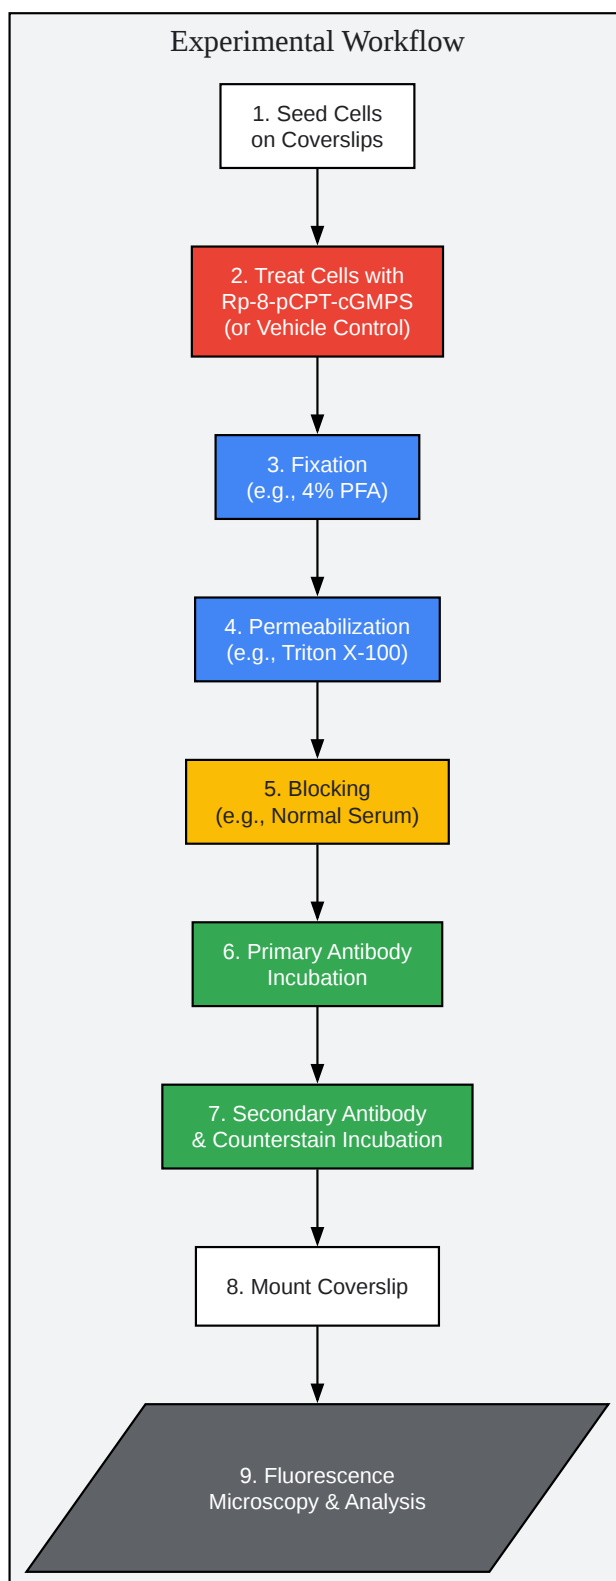 Experimental Workflow
1. Seed Cells
on Coverslips
2. Treat Cells with
Rp-8-pCPT-cGMPS
(or Vehicle Control)
3. Fixation
(e.g., 4% PFA)
4. Permeabilization
(e.g., Triton X-100)
5. Blocking
(e.g., Normal Serum)
6. Primary Antibody
Incubation
7. Secondary Antibody
& Counterstain Incubation
8. Mount Coverslip
9. Fluorescence
Microscopy & Analysis